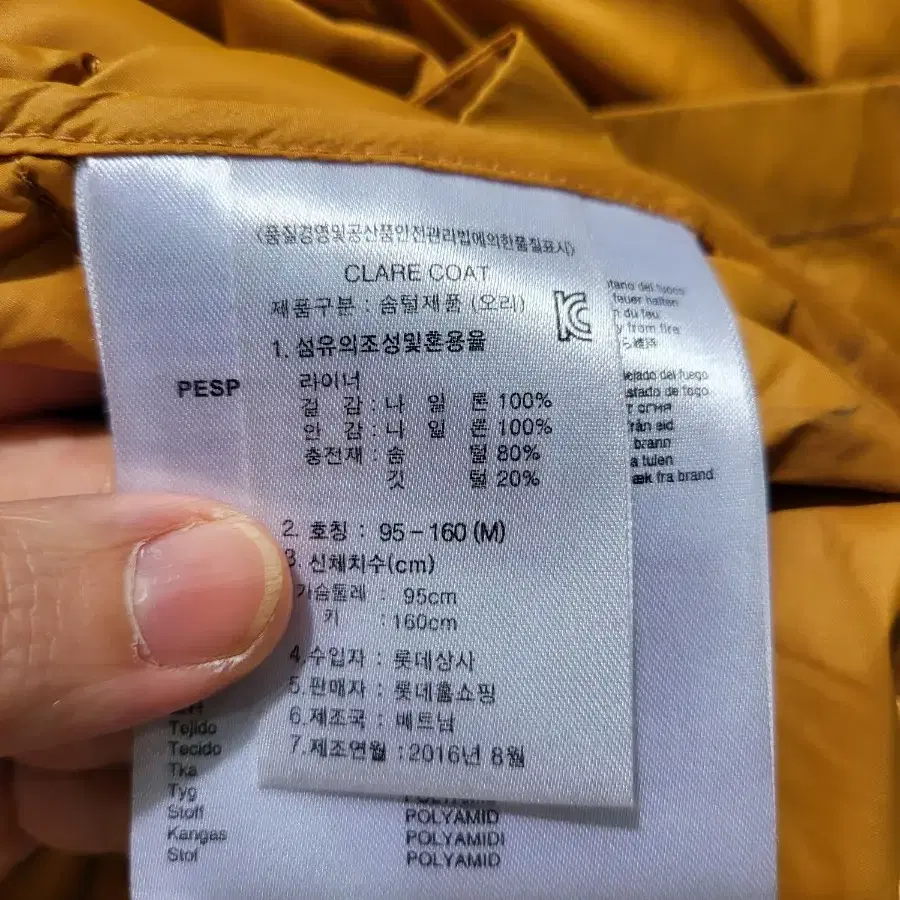 (품질경영및공산품안전관리법에의한품질표시)
CLARE COAT
제품구분 : 솜털제품 (오리)
1. 섬유의조성및혼용율
라이너
겉 감 : 나 일 론 100%
안 감 : 나 일 론 100%
충전재 : 솜 털 80%
깃 털 20%
2. 호칭 : 95-160 (M)
3. 신체치수(cm)
가슴둘레 : 95cm
키 : 160cm
4. 수입자 : 롯데상사
5. 판매자 : 롯데홈쇼핑
6. 제조국 : 베트남
7. 제조연월 : 2016년 8월
PESP
del fuoco
halten
du feu
from fire
del fuego
de fogo
ОГНЯ
eld
brann
tulen
fra brand
Tejido
Tecido
Tka
Tyg
Stoff POLYAMID
Kangas POLYAMIDI
Stof POLYAMID